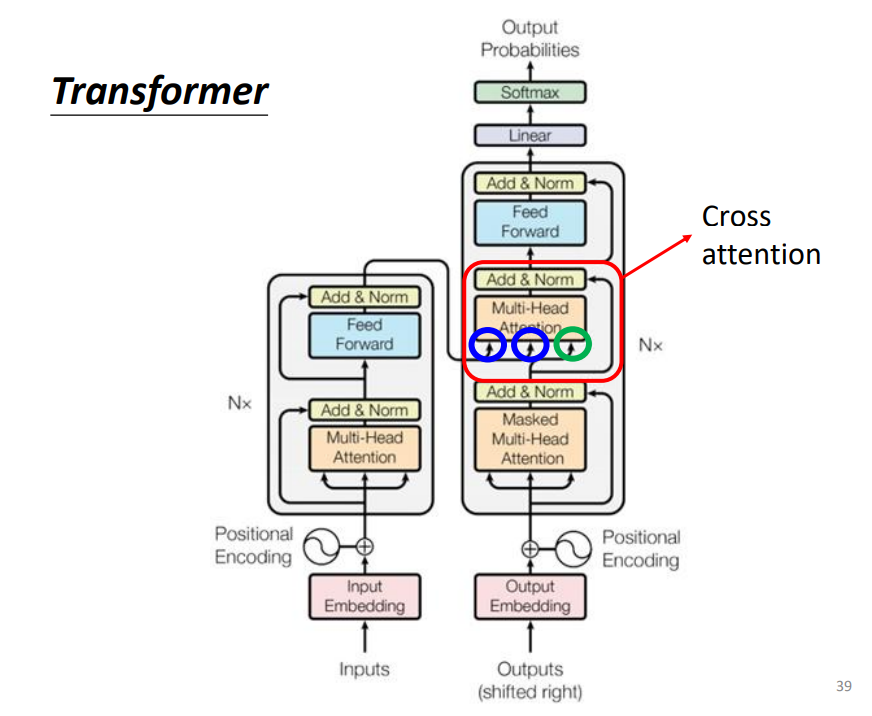 Transformer
Output
Probabilities
Softmax
Linear
Add & Norm
Feed
Forward
Add & Norm
Multi-Head
Attention
Cross
attention
Nx
Add & Norm
Masked
Multi-Head
Attention
Add & Norm
Feed
Forward
Nx
Add & Norm
Multi-Head
Attention
Positional
Encoding
Positional
Encoding
Input
Embedding
Output
Embedding
Inputs
Outputs
(shifted right)
39